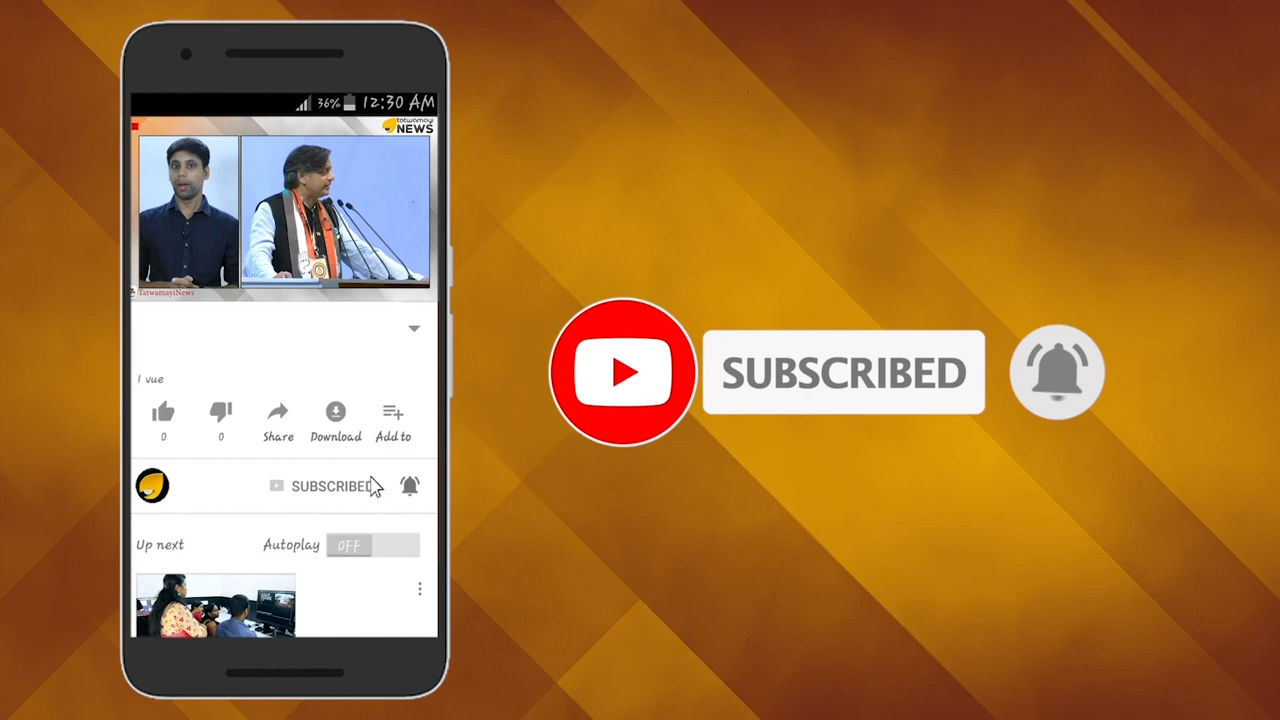 36% 12:30 AM
tatwamayi
NEWS
TatwamayiNews
1 vue
0
0
Share
Download
Add to
SUBSCRIBED
Up next
Autoplay
OFF
SUBSCRIBED